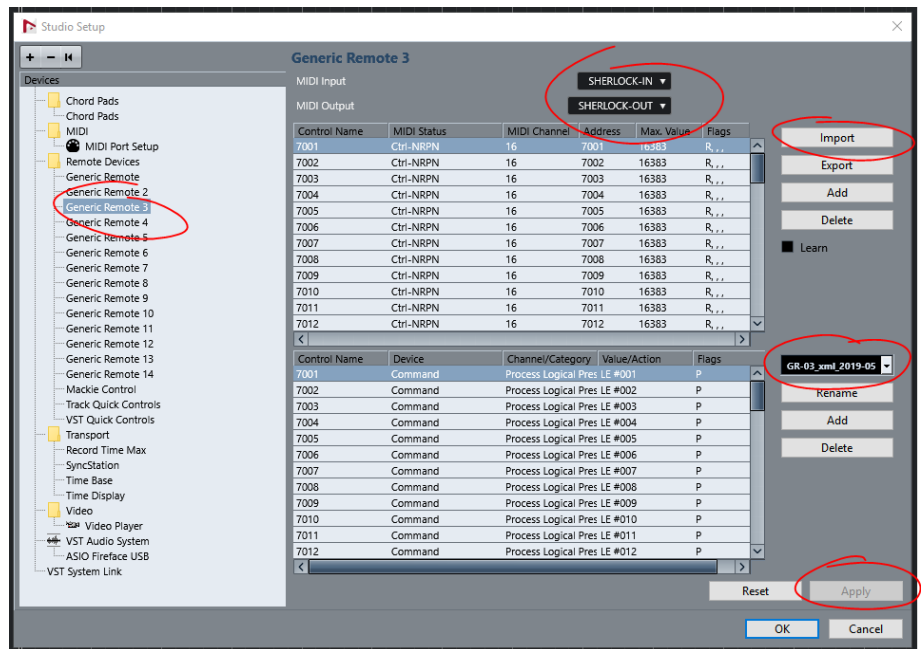 Studio Setup
Devices
Chord Pads
Chord Pads
MIDI
MIDI Port Setup
Remote Devices
Generic Remote
Generic Remote 2
Generic Remote 3
Generic Remote 4
Generic Remote 5
Generic Remote 6
Generic Remote 7
Generic Remote 8
Generic Remote 9
Generic Remote 10
Generic Remote 11
Generic Remote 12
Generic Remote 13
Generic Remote 14
Mackie Control
Track Quick Controls
VST Quick Controls
Transport
Record Time Max
SyncStation
Time Base
Time Display
Video
Video Player
VST Audio System
ASIO Fireface USB
VST System Link
Generic Remote 3
MIDI Input SHERLOCK-IN
MIDI Output SHERLOCK-OUT
Control Name MIDI Status MIDI Channel Address Max. Value Flags
7001 Ctrl-NRPN 16 7001 16383 R, , ,
7002 Ctrl-NRPN 16 7002 16383 R, , ,
7003 Ctrl-NRPN 16 7003 16383 R, , ,
7004 Ctrl-NRPN 16 7004 16383 R, , ,
7005 Ctrl-NRPN 16 7005 16383 R, , ,
7006 Ctrl-NRPN 16 7006 16383 R, , ,
7007 Ctrl-NRPN 16 7007 16383 R, , ,
7008 Ctrl-NRPN 16 7008 16383 R, , ,
7009 Ctrl-NRPN 16 7009 16383 R, , ,
7010 Ctrl-NRPN 16 7010 16383 R, , ,
7011 Ctrl-NRPN 16 7011 16383 R, , ,
7012 Ctrl-NRPN 16 7012 16383 R, , ,
Import
Export
Add
Delete
Learn
Control Name Device Channel/Category Value/Action Flags
7001 Command Process Logical Pres LE #001 P
7002 Command Process Logical Pres LE #002 P
7003 Command Process Logical Pres LE #003 P
7004 Command Process Logical Pres LE #004 P
7005 Command Process Logical Pres LE #005 P
7006 Command Process Logical Pres LE #006 P
7007 Command Process Logical Pres LE #007 P
7008 Command Process Logical Pres LE #008 P
7009 Command Process Logical Pres LE #009 P
7010 Command Process Logical Pres LE #010 P
7011 Command Process Logical Pres LE #011 P
7012 Command Process Logical Pres LE #012 P
GR-03_xml_2019-05
Rename
Add
Delete
Reset Apply
OK Cancel